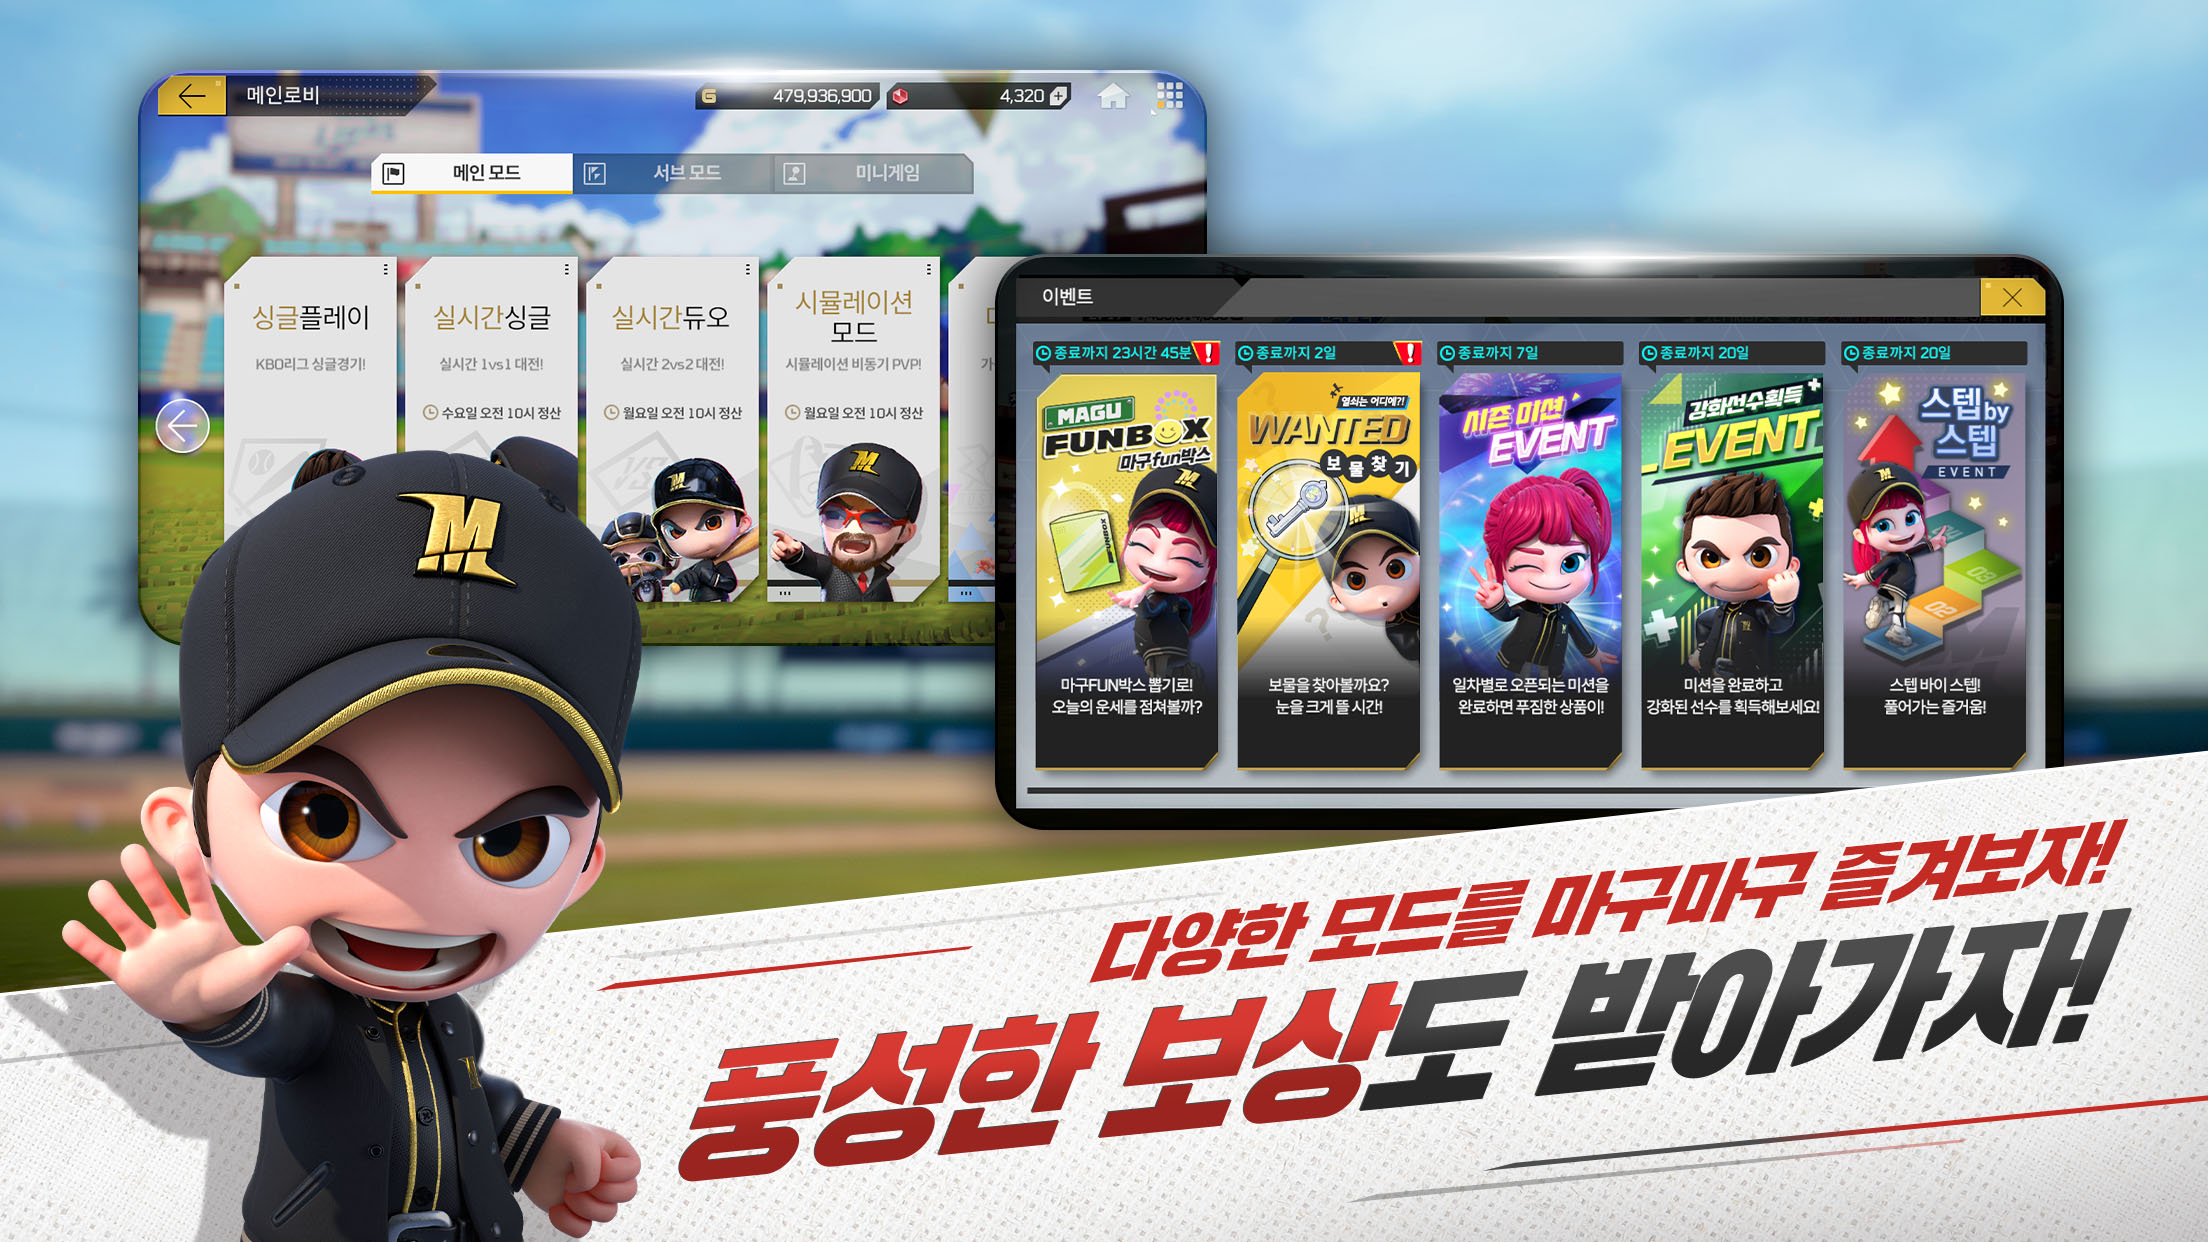 메인로비
479,936,900
4,320
메인 모드
서브 모드
미니게임
싱글플레이
KBO리그 싱글경기!
실시간싱글
실시간 1vs1 대전!
수요일 오전 10시 정산
실시간듀오
실시간 2vs2 대전!
월요일 오전 10시 정산
VS
시뮬레이션
모드
시뮬레이션 비동기 PVP!
월요일 오전 10시 정산
이벤트
종료까지 23시간 45분
MAGU
FUNBOX
마구fun박스
FUNBOX
마구FUN박스 뽑기로!
오늘의 운세를 점쳐볼까?
종료까지 2일
열쇠는 어디에?!
WANTED
보물찾기
보물을 찾아볼까요?
눈을 크게 뜰 시간!
종료까지 7일
시즌 미션
EVENT
일차별로 오픈되는 미션을
완료하면 푸짐한 상품이!
종료까지 20일
강화선수획득
EVENT
미션을 완료하고
강화된 선수를 획득해보세요!
종료까지 20일
스텝by
스텝
EVENT
03
02
스텝 바이 스텝!
풀어가는 즐거움!
M
다양한 모드를 마구마구 즐겨보자!
풍성한 보상도 받아가자!